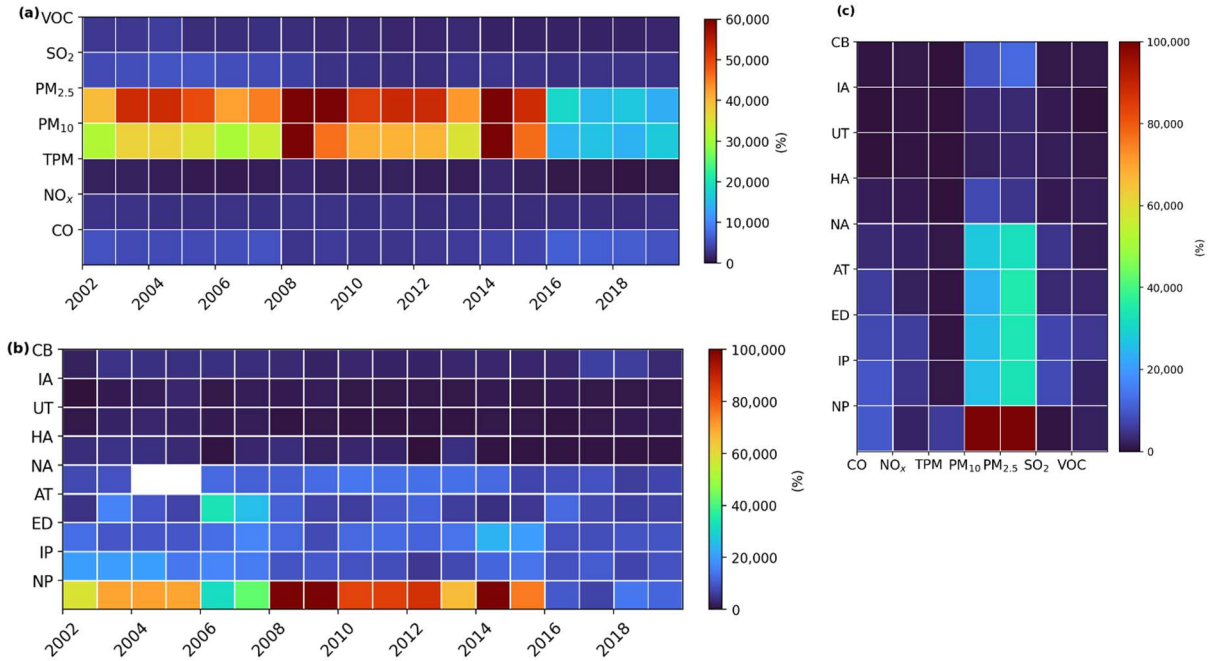 (a)
VOC
SO₂
PM₂.₅
PM₁₀
TPM
NOₓ
CO
2002 2004 2006 2008 2010 2012 2014 2016 2018
60,000
50,000
40,000
30,000
20,000
10,000
0
(%)
(b)
CB
IA
UT
HA
NA
AT
ED
IP
NP
2002 2004 2006 2008 2010 2012 2014 2016 2018
100,000
80,000
60,000
40,000
20,000
0
(%)
(c)
CB
IA
UT
HA
NA
AT
ED
IP
NP
CO NOₓ TPM PM₁₀ PM₂.₅ SO₂ VOC
100,000
80,000
60,000
40,000
20,000
0
(%)